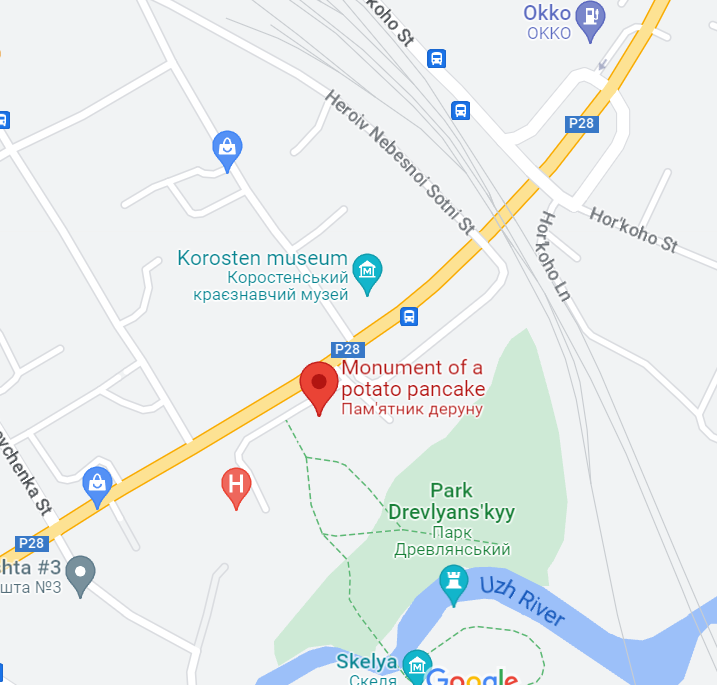 Okko
ОККО
koho St
P28
Heroiv Nebesnoi Sotni St
Hor'koho St
Hor'koho Ln
Korosten museum
Коростенський
краєзнавчий музей
P28
Monument of a
potato pancake
Пам'ятник деруну
H
vchenka St
Park
Drevlyans'kyy
Парк
Древлянський
P28
shta #3
шта №3
Uzh River
Skelya
Скеля
Google